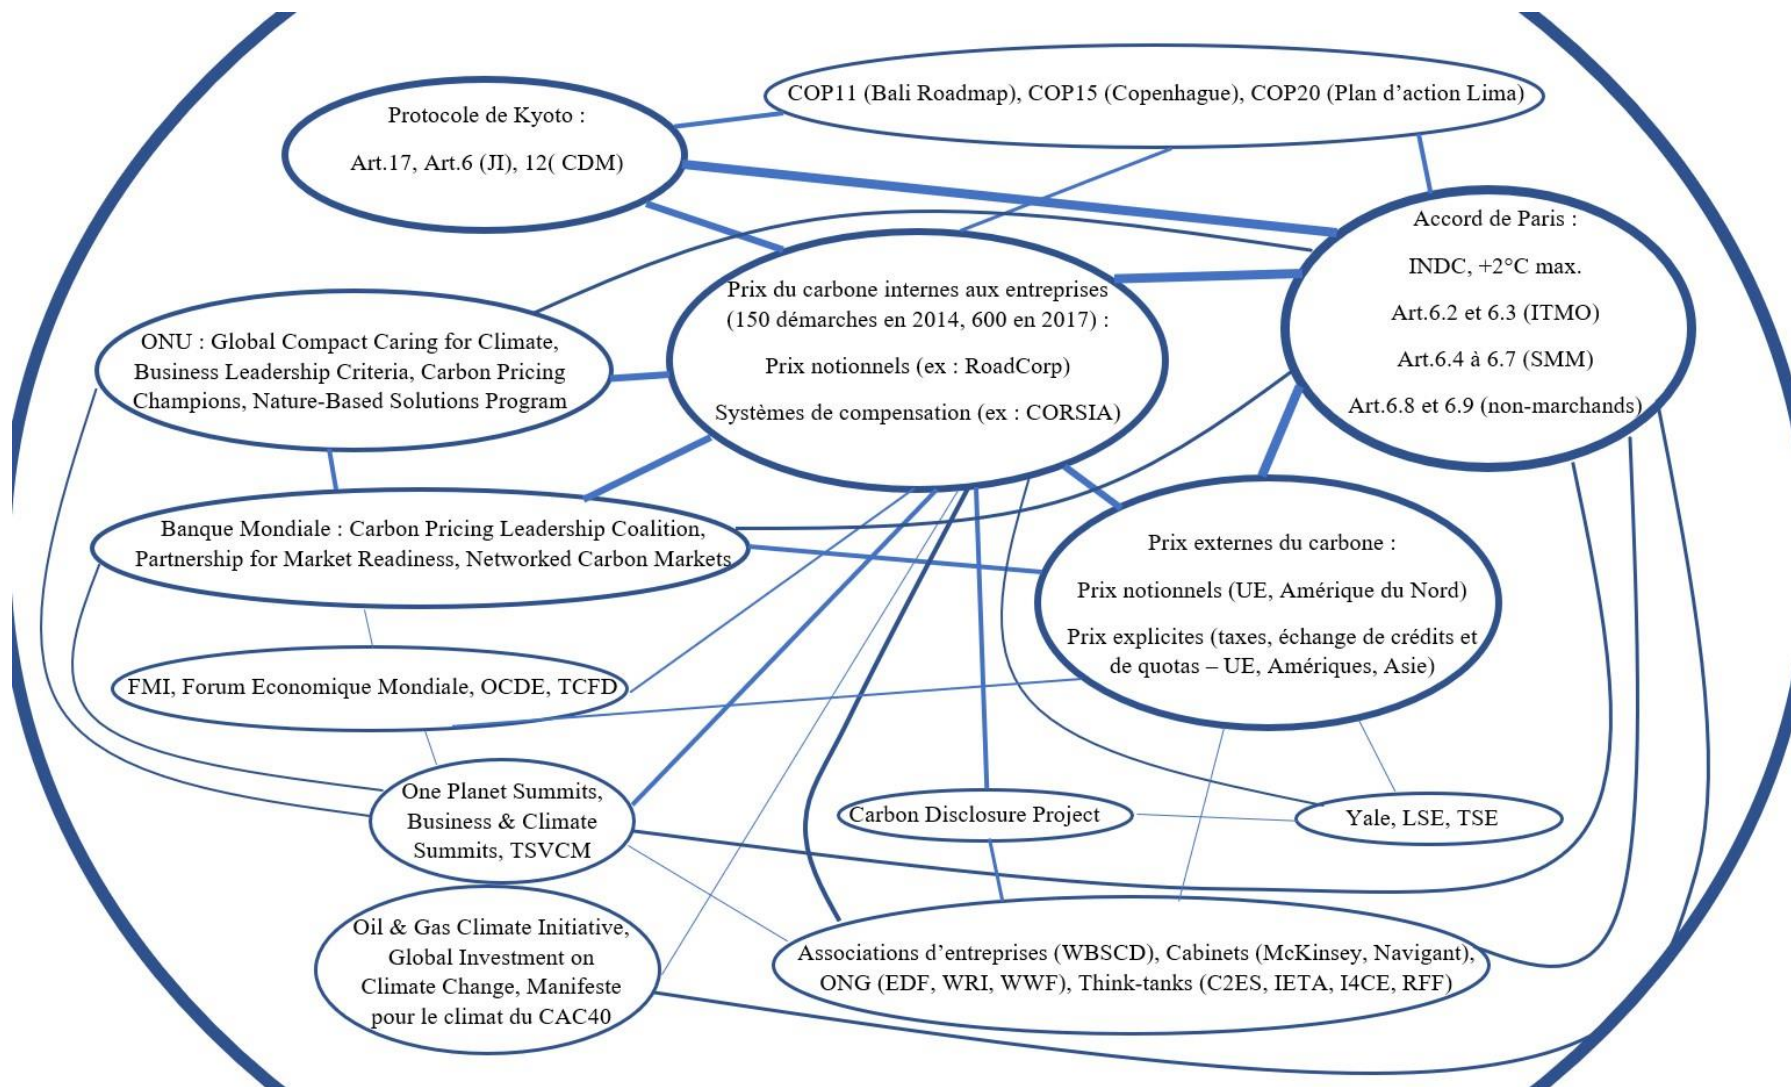 COP11 (Bali Roadmap), COP15 (Copenhague), COP20 (Plan d'action Lima)
Protocole de Kyoto :
Art.17, Art.6 (JI), 12( CDM)
Accord de Paris :
INDC, +2°C max.
Art.6.2 et 6.3 (ITMO)
Art.6.4 à 6.7 (SMM)
Art.6.8 et 6.9 (non-marchands)
Prix du carbone internes aux entreprises
(150 démarches en 2014, 600 en 2017) :
Prix notionnels (ex : RoadCorp)
Systèmes de compensation (ex : CORSIA)
ONU : Global Compact Caring for Climate,
Business Leadership Criteria, Carbon Pricing
Champions, Nature-Based Solutions Program
Banque Mondiale : Carbon Pricing Leadership Coalition,
Partnership for Market Readiness, Networked Carbon Markets
Prix externes du carbone :
Prix notionnels (UE, Amérique du Nord)
Prix explicites (taxes, échange de crédits et
de quotas – UE, Amériques, Asie)
FMI, Forum Economique Mondiale, OCDE, TCFD
One Planet Summits,
Business & Climate
Summits, TSVCM
Carbon Disclosure Project
Yale, LSE, TSE
Oil & Gas Climate Initiative,
Global Investment on
Climate Change, Manifeste
pour le climat du CAC40
Associations d'entreprises (WBSCD), Cabinets (McKinsey, Navigant),
ONG (EDF, WRI, WWF), Think-tanks (C2ES, IETA, I4CE, RFF)